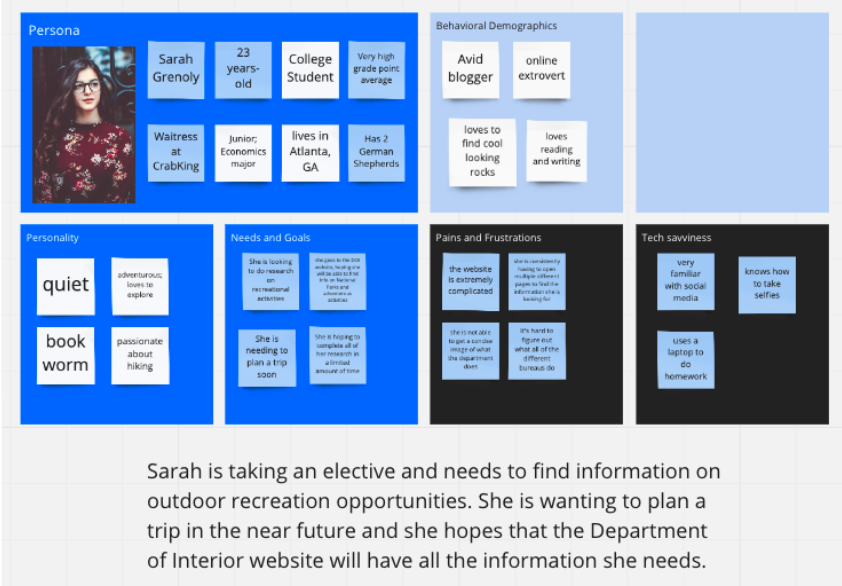 Persona
Sarah
Grenoly
23
years-
old
College
Student
Very high
grade point
average
Waitress
at
CrabKing
Junior;
Economics
major
lives in
Atlanta,
GA
Has 2
German
Shepherds
Behavioral Demographics
Avid
blogger
online
extrovert
loves to
find cool
looking
rocks
loves
reading
and writing
Personality
quiet
adventurous;
loves to
explore
book
worm
passionate
about
hiking
Needs and Goals
She is looking
to do research
on
recreational
activities
She goes to the DOI
website, hoping she
will be able to find
info on National
Parks and
adventurous
activities
She is
needing to
plan a trip
soon
She is hoping to
complete all of
her research in
a limited
amount of time
Pains and Frustrations
the website
is extremely
complicated
she is consistently
having to open
multiple different
pages to find the
information she is
looking for
she is not able
to get a concise
image of what
the department
does
it's hard to
figure out
what all of the
different
bureaus do
Tech savviness
very
familiar
with social
media
knows how
to take
selfies
uses a
laptop to
do
homework
Sarah is taking an elective and needs to find information on
outdoor recreation opportunities. She is wanting to plan a
trip in the near future and she hopes that the Department
of Interior website will have all the information she needs.